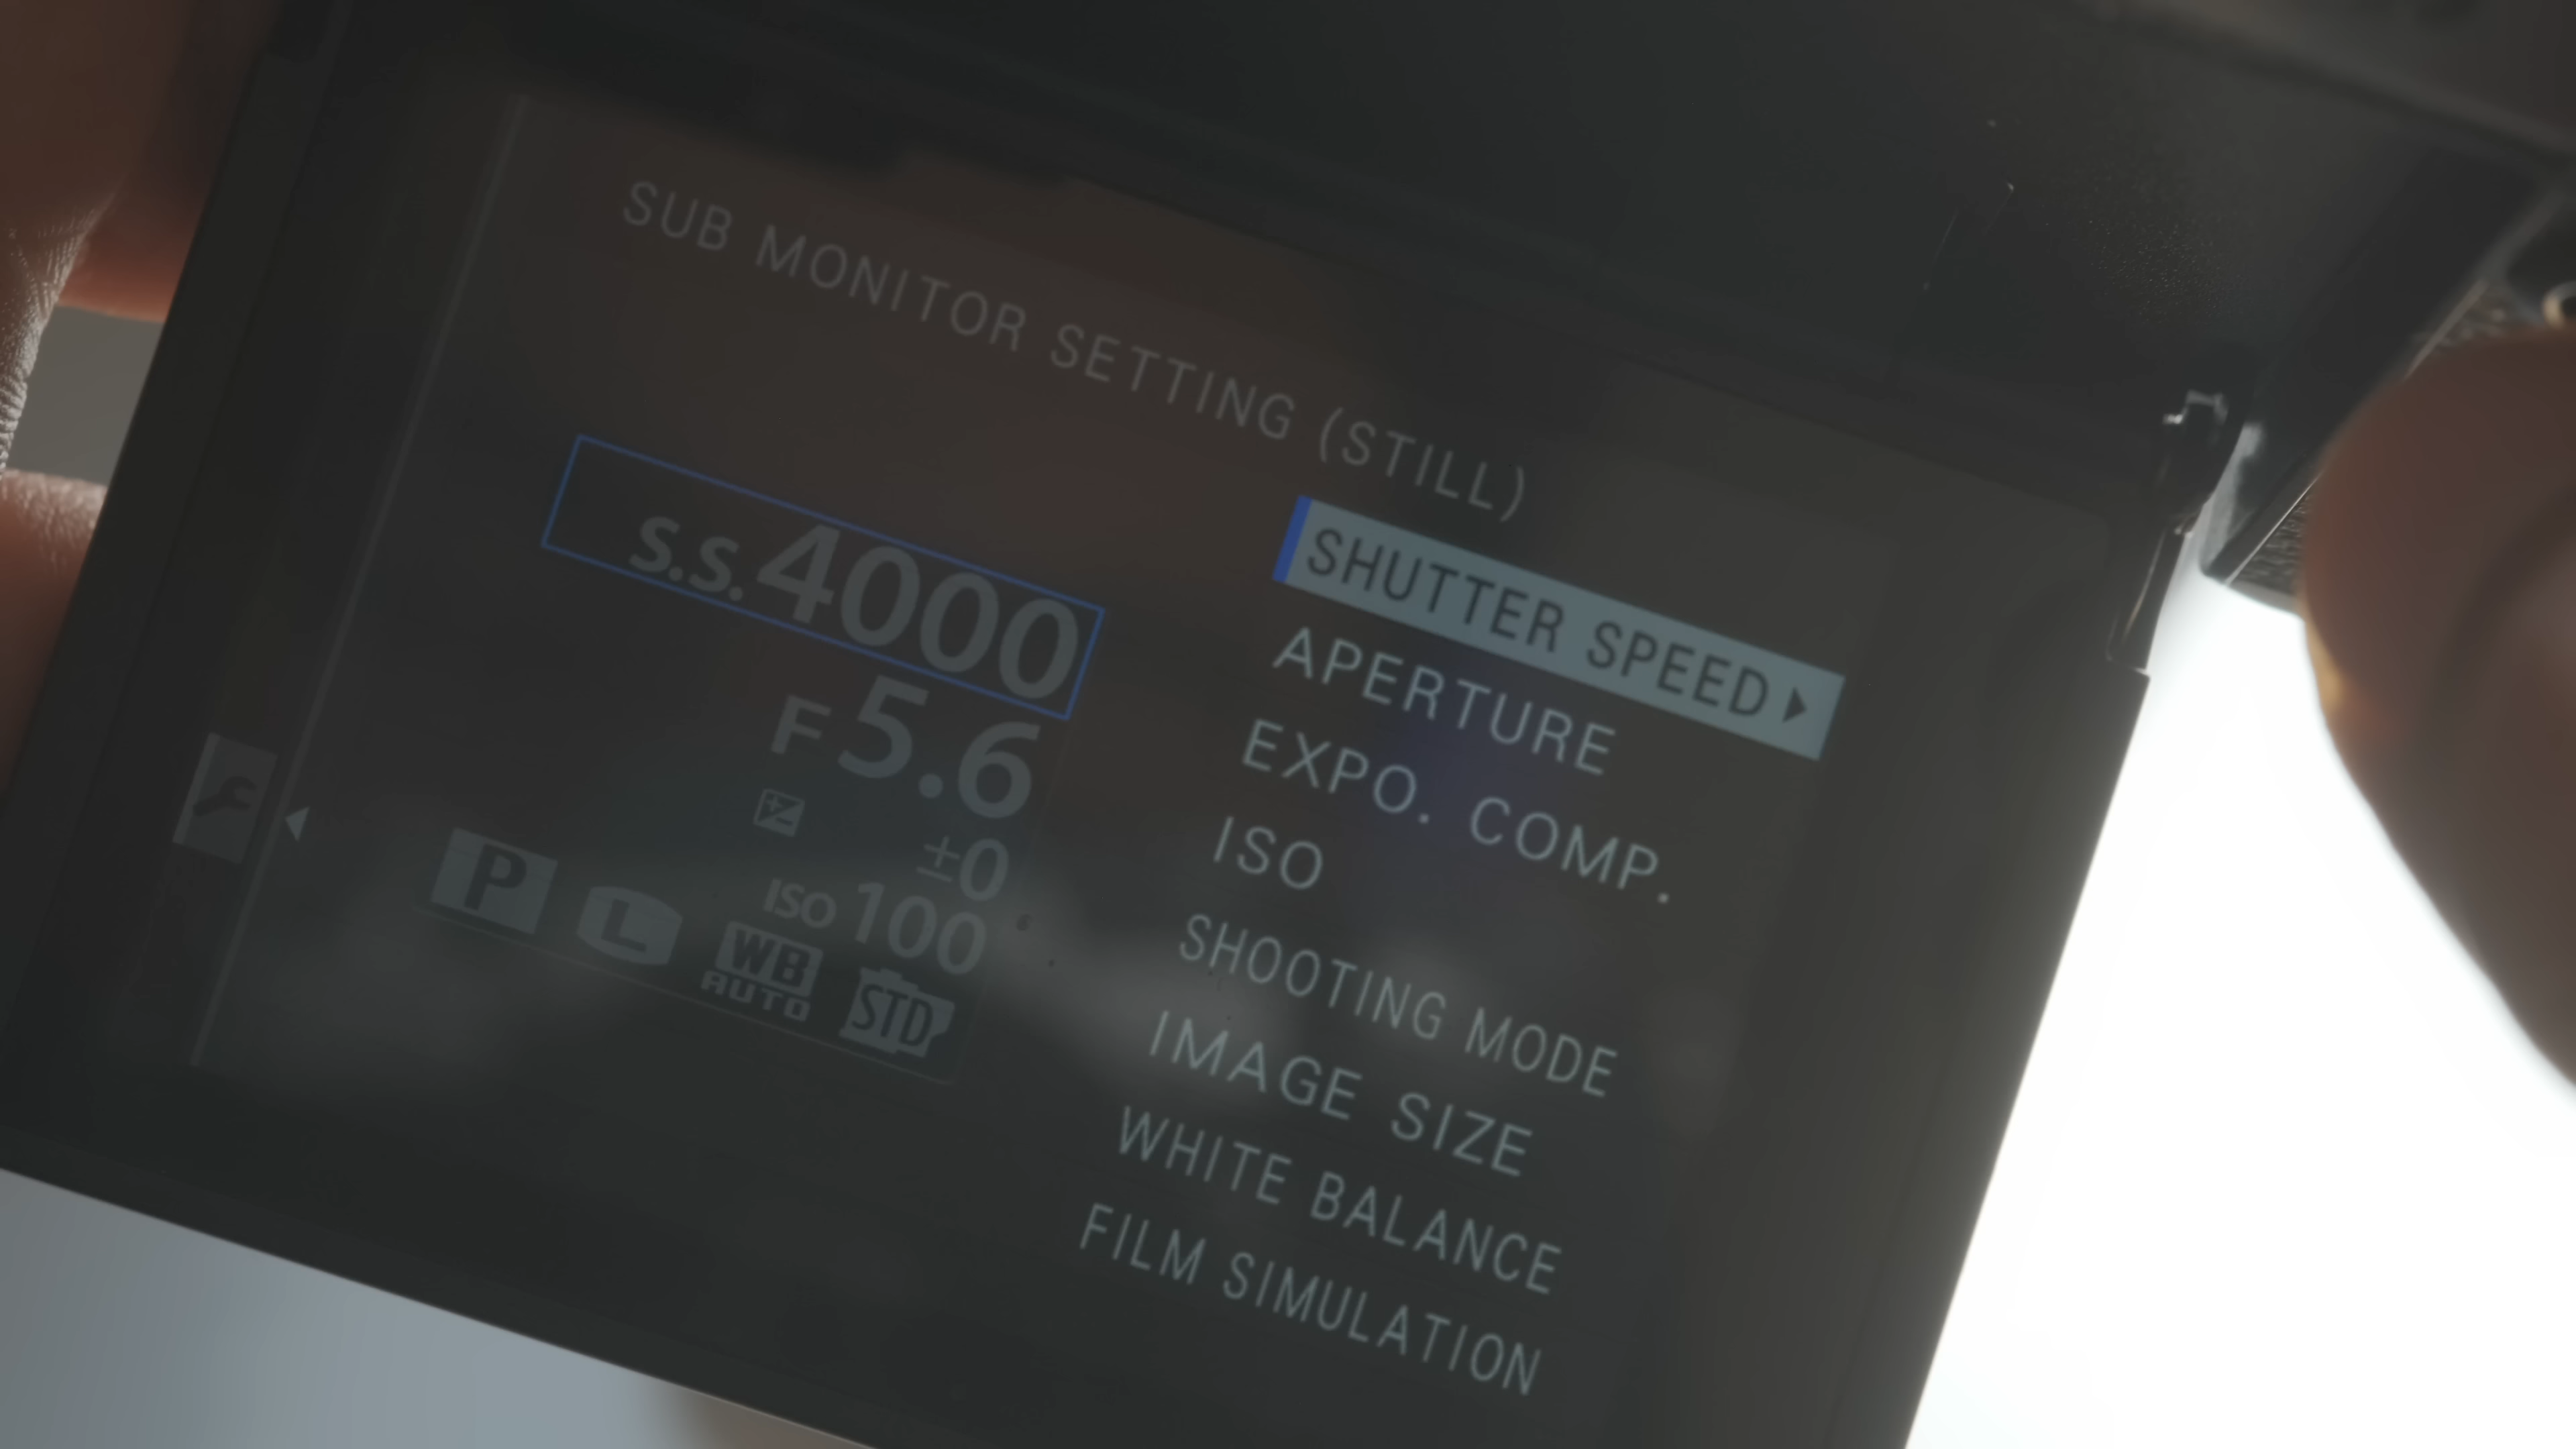 SUB MONITOR SETTING (STILL)
S.S.4000
F5.6
±0
ISO100
P L WB AUTO STD
SHUTTER SPEED
APERTURE
EXPO. COMP.
ISO
SHOOTING MODE
IMAGE SIZE
WHITE BALANCE
FILM SIMULATION